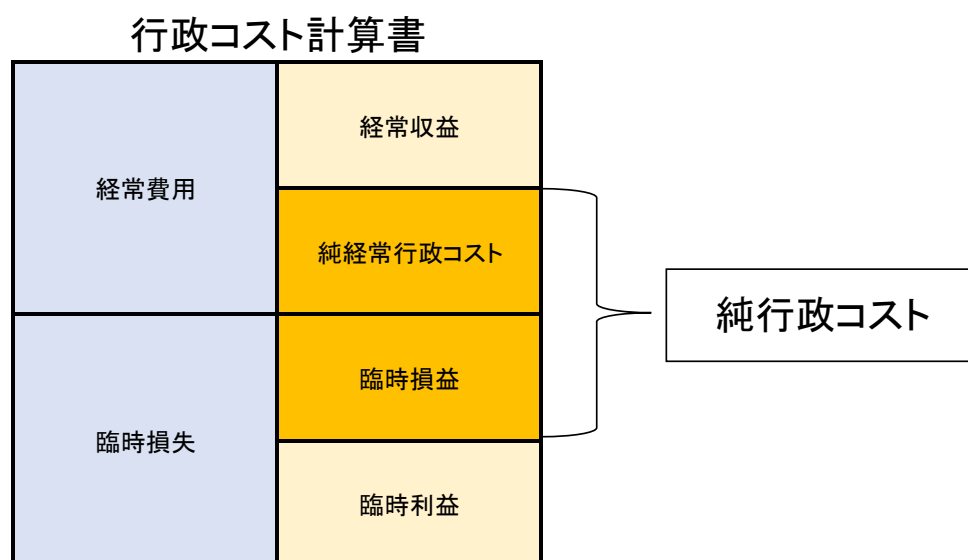 行政コスト計算書
経常収益
経常費用
純経常行政コスト
純行政コスト
臨時損益
臨時損失
臨時利益